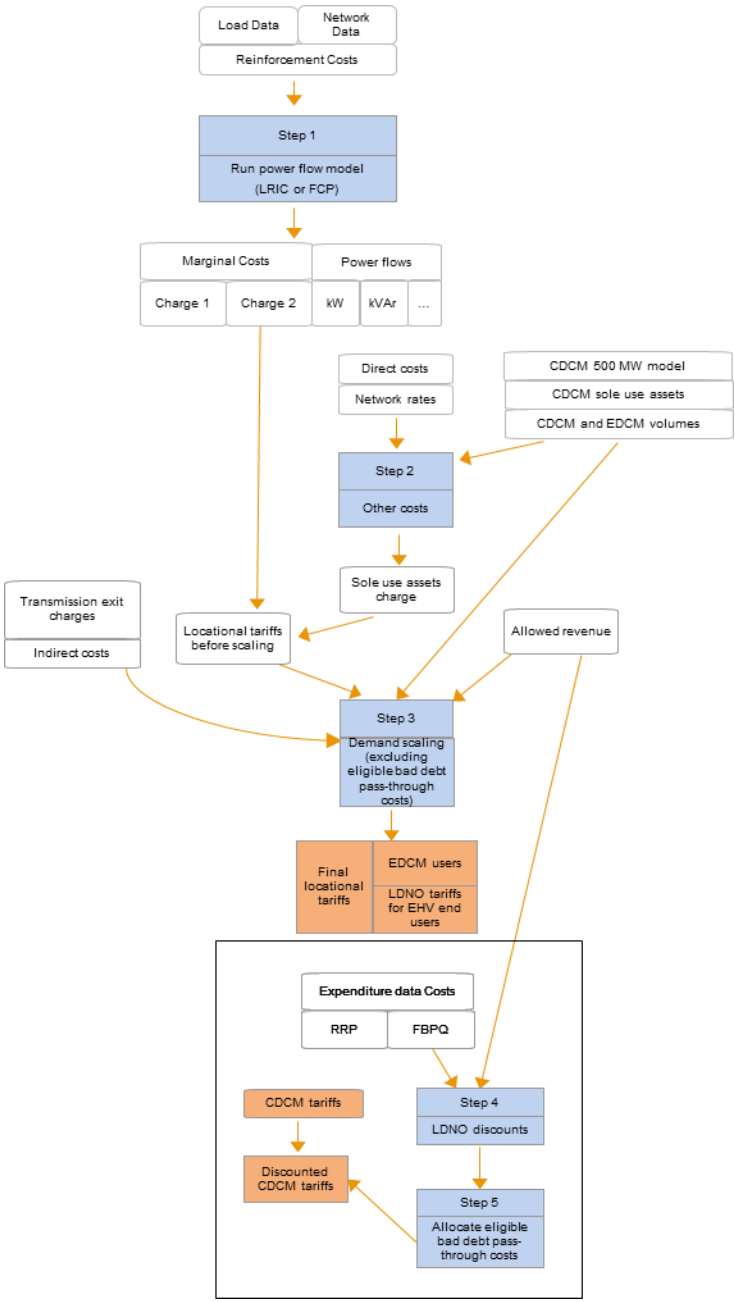 Load Data
Network
Data
Reinforcement Costs
Step 1
Run power flow model
(LRIC or FCP)
Marginal Costs
Power flows
Charge 1
Charge 2
kW
kVAr
...
Direct costs
Network rates
CDCM 500 MW model
CDCM sole use assets
CDCM and EDCM volumes
Step 2
Other costs
Sole use assets
charge
Transmission exit
charges
Indirect costs
Locational tariffs
before scaling
Allowed revenue
Step 3
Demand scaling
(excluding
eligible bad debt
pass-through
costs)
Final
locational
tariffs
EDCM users
LDNO tariffs
for EHV end
users
Expenditure data Costs
RRP
FBPQ
CDCM tariffs
Step 4
LDNO discounts
Discounted
CDCM tariffs
Step 5
Allocate eligible
bad debt pass-
through costs